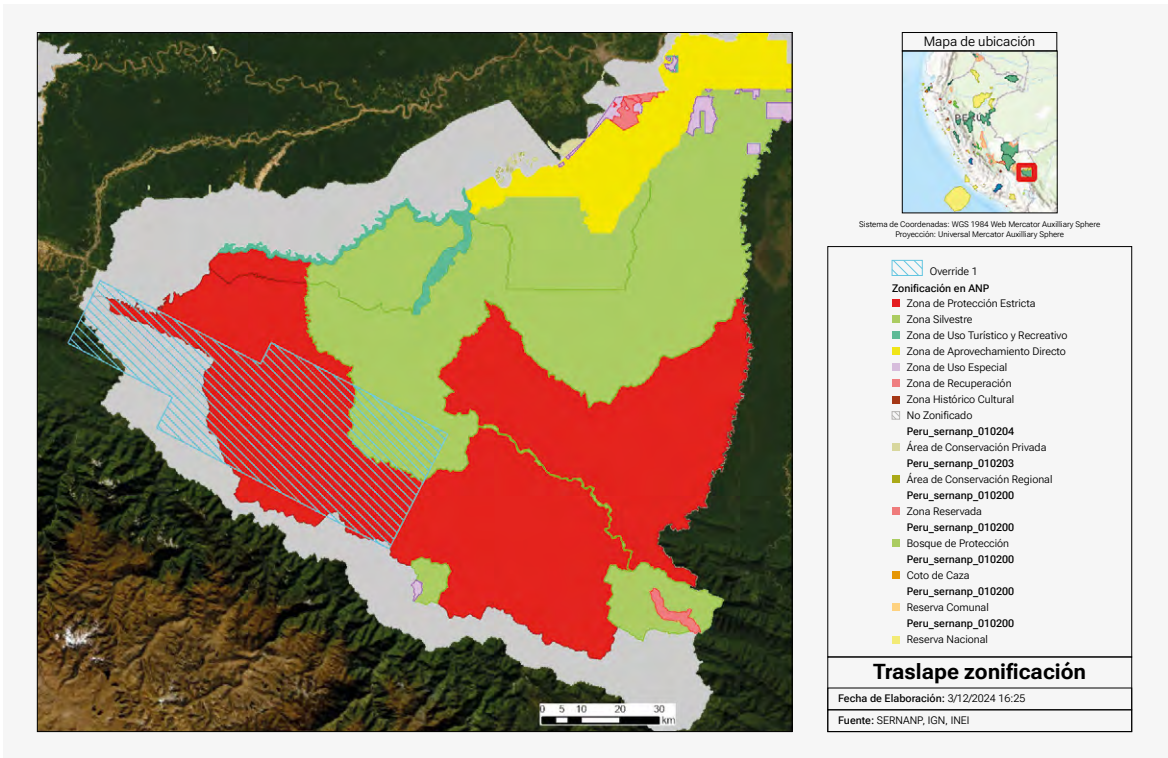 Mapa de ubicación
PERÚ
Sistema de Coordenadas: WGS 1984 Web Mercator Auxilliary Sphere
Proyección: Universal Mercator Auxilliary Sphere
Override 1
Zonificación en ANP
Zona de Protección Estricta
Zona Silvestre
Zona de Uso Turístico y Recreativo
Zona de Aprovechamiento Directo
Zona de Uso Especial
Zona de Recuperación
Zona Histórico Cultural
No Zonificado
Peru_sernanp_010204
Área de Conservación Privada
Peru_sernanp_010203
Área de Conservación Regional
Peru_sernanp_010200
Zona Reservada
Peru_sernanp_010200
Bosque de Protección
Peru_sernanp_010200
Coto de Caza
Peru_sernanp_010200
Reserva Comunal
Peru_sernanp_010200
Reserva Nacional
0 5 10 20 30
km
Traslape zonificación
Fecha de Elaboración: 3/12/2024 16:25
Fuente: SERNANP, IGN, INEI